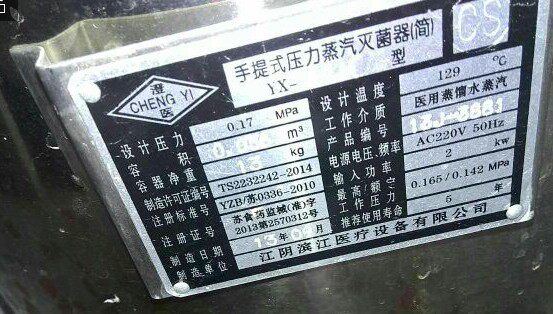 澄
CHENG YI
医
手提式压力蒸汽灭菌器(简)
YX- 型
CS
设计压力 0.17 MPa 设计温度 129 ℃
容积 m³ 工作介质 医用蒸馏水蒸汽
容器净重 13 kg 产品编号
制造许可证编号 TS2232242-2014 电源电压、频率 AC220V 50Hz
注册标准号 YZB/苏0336-2010 输入功率 2 kw
注册证号 苏食药监械(准)字2013第2570312号 最高/额定工作压力 0.165/0.142 MPa
制造日期 13年 月 推荐使用寿命 年
制造单位 江阴滨江医疗设备有限公司